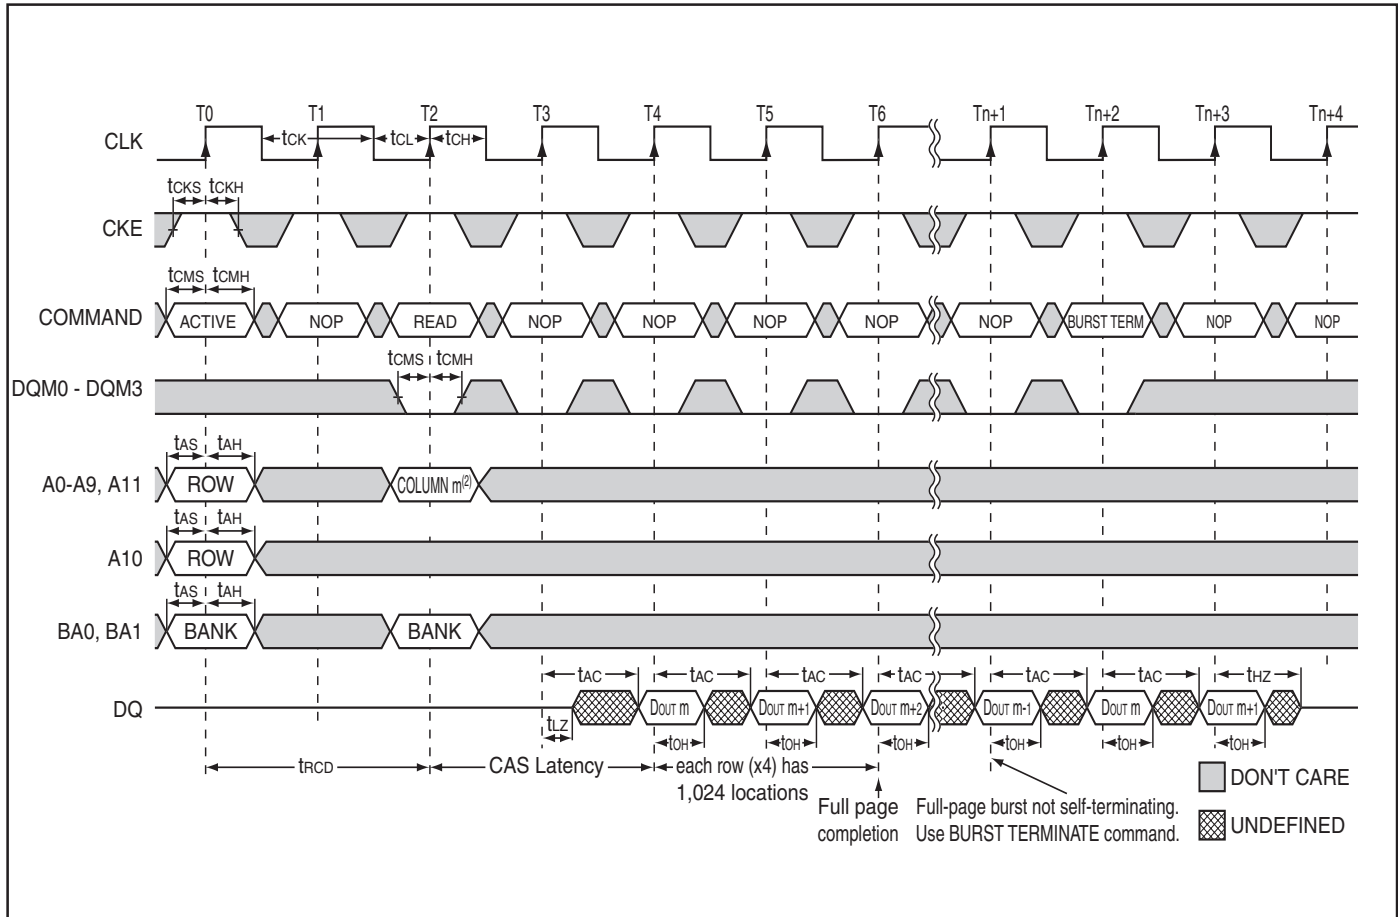 T0 T1 T2 T3 T4 T5 T6 Tn+1 Tn+2 Tn+3 Tn+4
CLK tCK tCL tCH
tCKS tCKH
CKE
tCMS tCMH
COMMAND ACTIVE NOP READ NOP NOP NOP NOP NOP BURST TERM NOP NOP
tCMS tCMH
DQM0 - DQM3
tAS tAH
A0-A9, A11 ROW COLUMN m(2)
tAS tAH
A10 ROW
tAS tAH
BA0, BA1 BANK BANK
tAC tAC tAC tAC tAC tAC tHZ
DQ DOUT m DOUT m+1 DOUT m+2 DOUT m-1 DOUT m DOUT m+1
tLZ tOH tOH tOH tOH tOH tOH
tRCD CAS Latency each row (x4) has
1,024 locations
Full page
completion
Full-page burst not self-terminating.
Use BURST TERMINATE command.
DON'T CARE
UNDEFINED